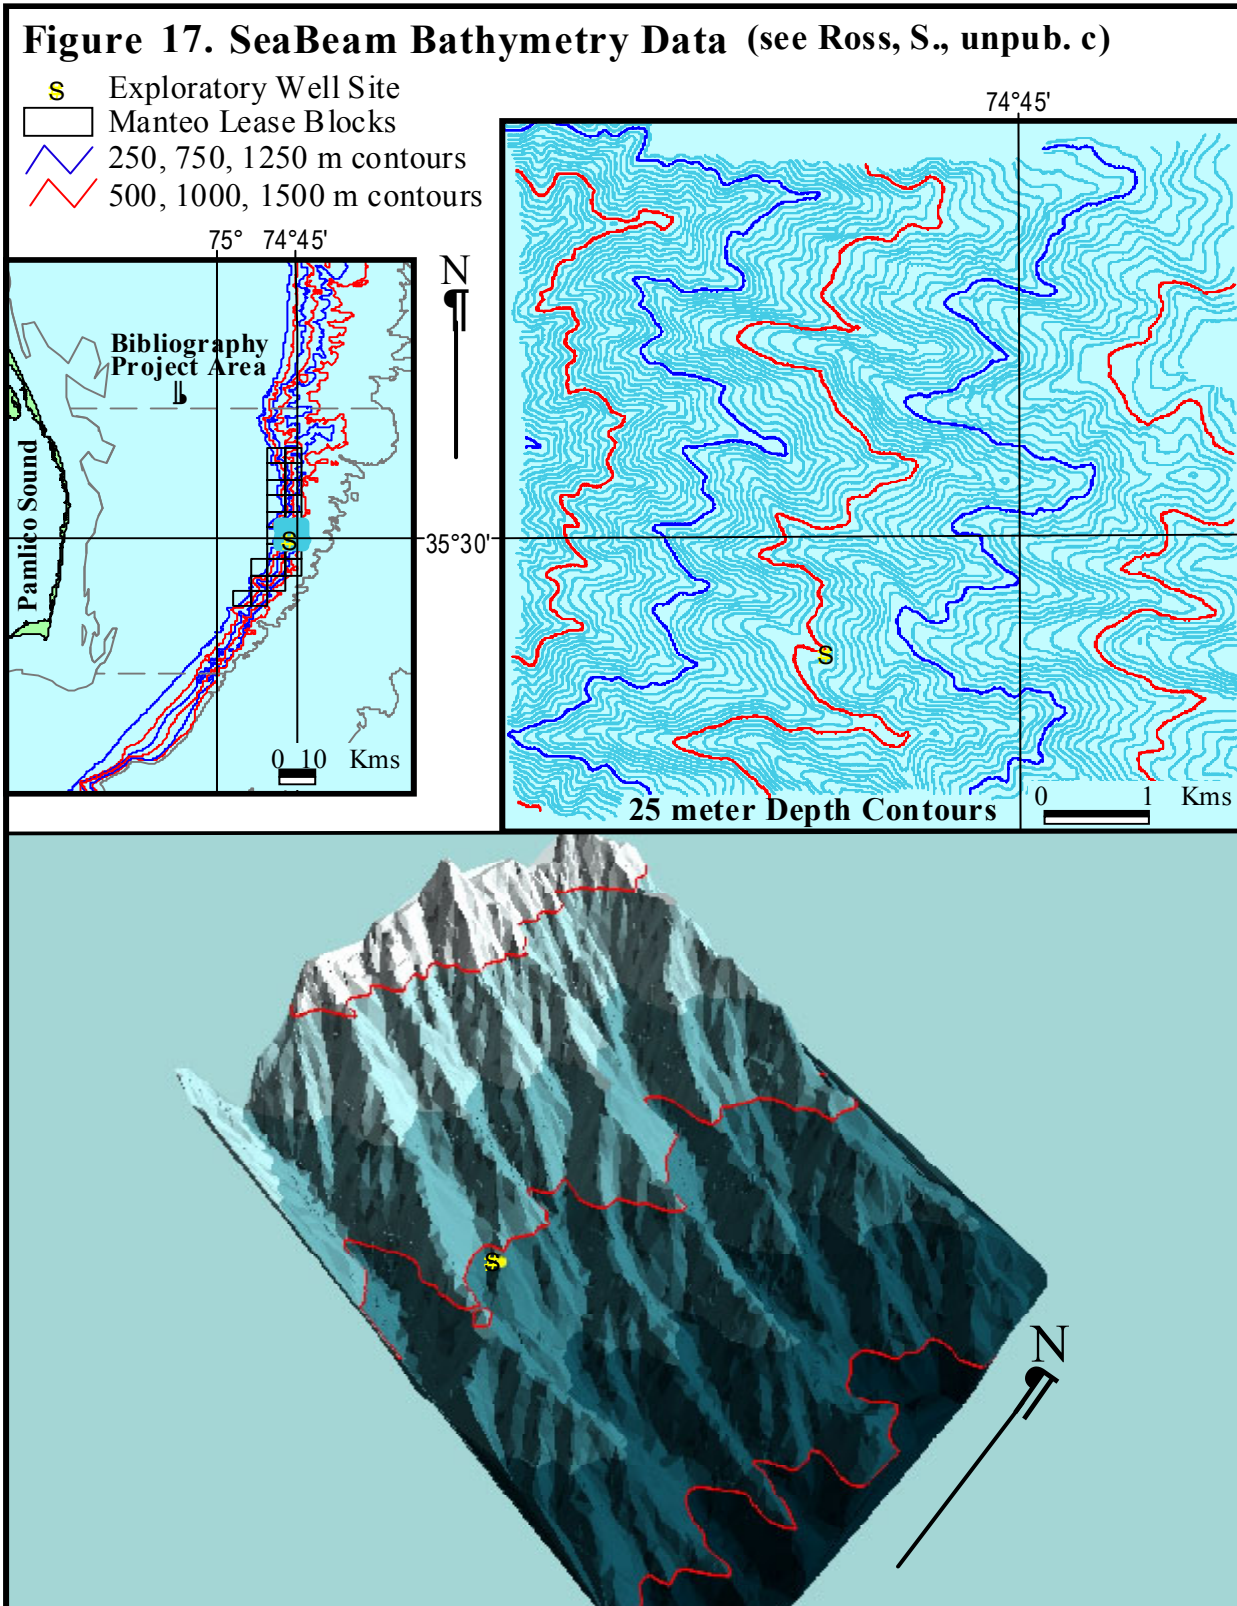 Figure 17. SeaBeam Bathymetry Data (see Ross, S., unpub. c)
S Exploratory Well Site
Manteo Lease Blocks
250, 750, 1250 m contours
500, 1000, 1500 m contours
75° 74°45'
N
74°45'
Bibliography
Project Area
Pamlico Sound
S
35°30'
S
0 10 Kms
25 meter Depth Contours
0 1 Kms
S
N